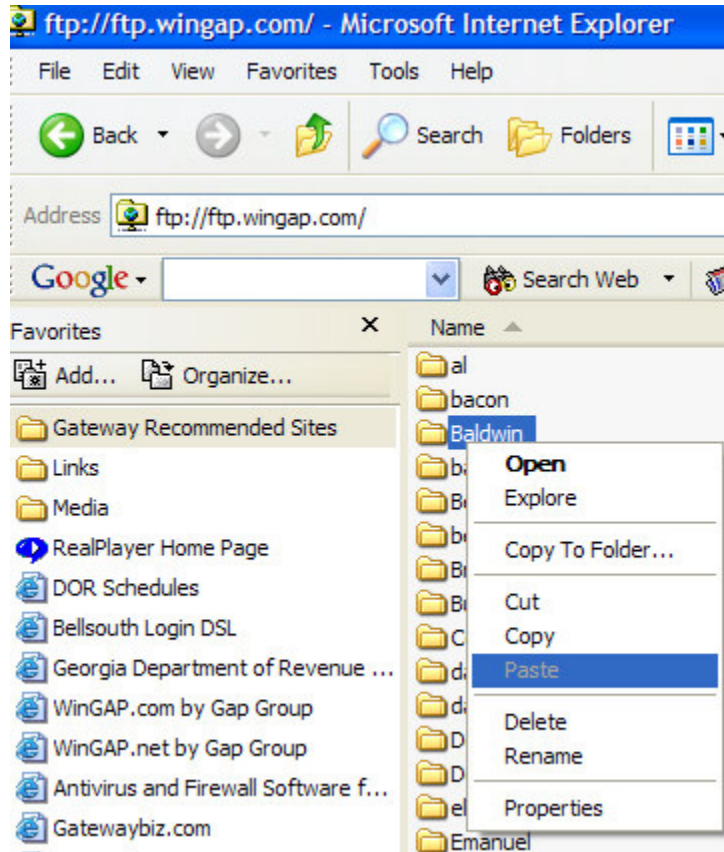 ftp://ftp.wingap.com/ - Microsoft Internet Explorer
File Edit View Favorites Tools Help
Back Search Folders
Address ftp://ftp.wingap.com/
Google Search Web
Favorites
Add... Organize...
Gateway Recommended Sites
Links
Media
RealPlayer Home Page
DOR Schedules
Bellsouth Login DSL
Georgia Department of Revenue ...
WinGAP.com by Gap Group
WinGAP.net by Gap Group
Antivirus and Firewall Software f...
Gatewaybiz.com
Name
al
bacon
Baldwin
Emanuel
Open
Explore
Copy To Folder...
Cut
Copy
Paste
Delete
Rename
Properties